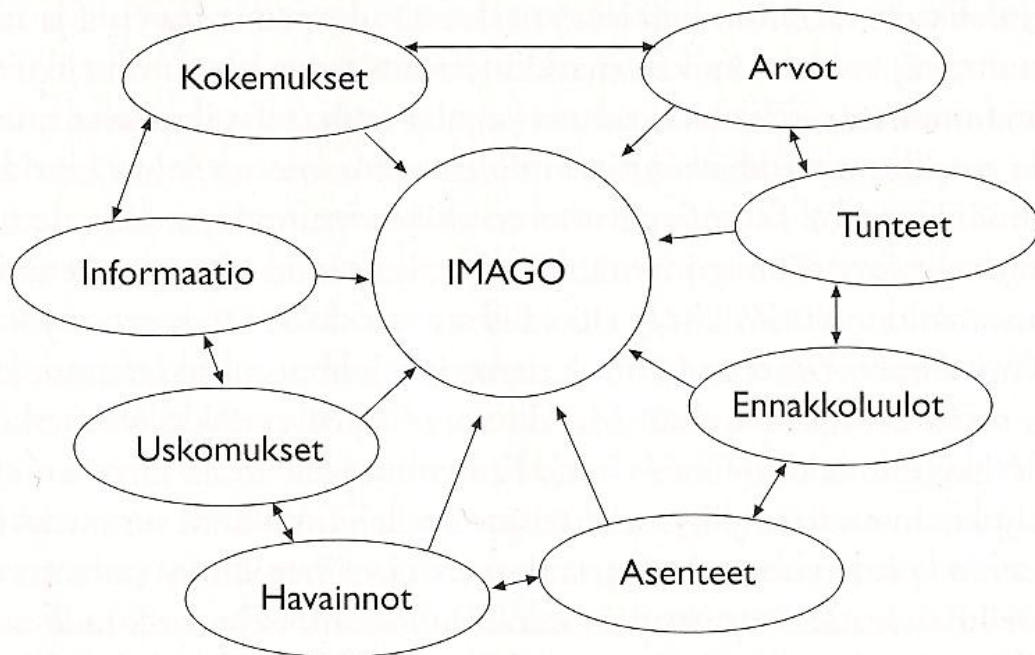 Kokemukset
Arvot
Tunteet
Informaatio
IMAGO
Ennakkoluulot
Uskomukset
Asenteet
Havainnot